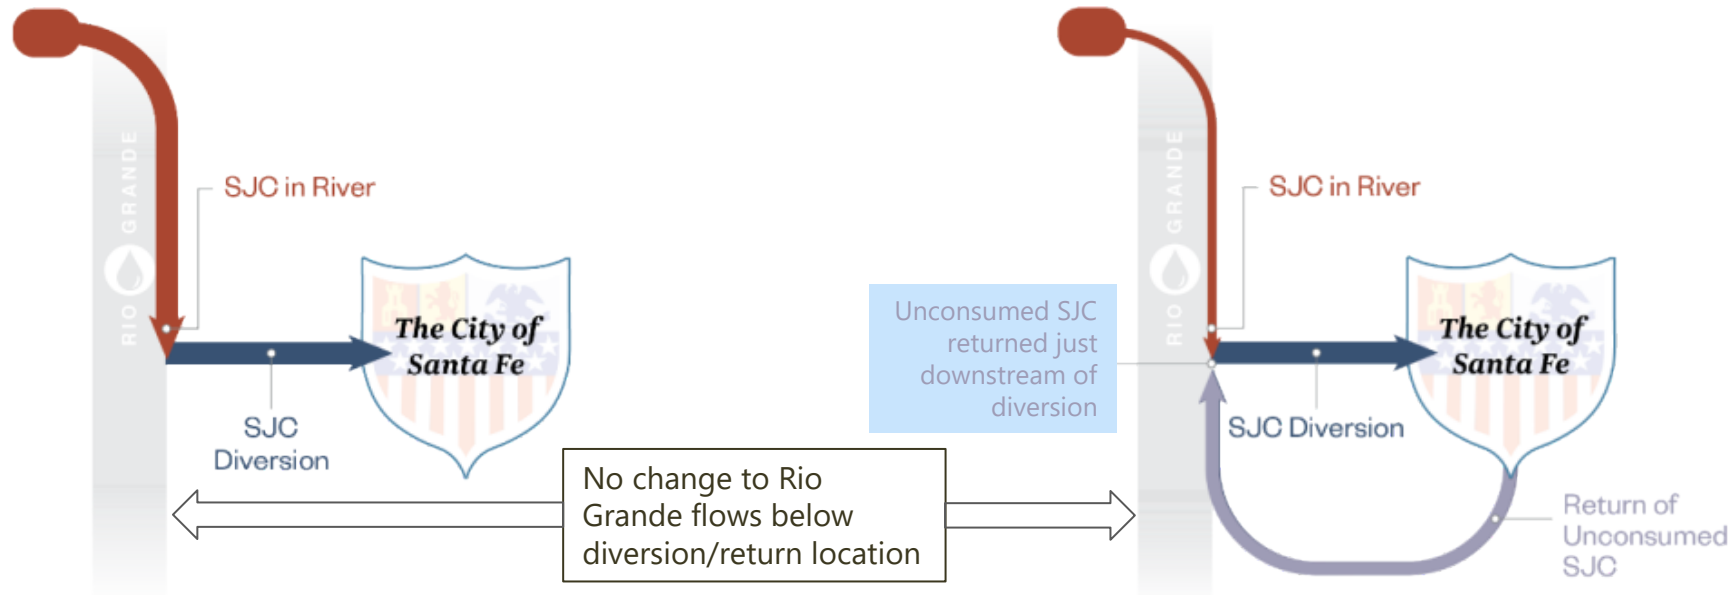 RIO GRANDE
SJC in River
The City of
Santa Fe
SJC
Diversion
No change to Rio
Grande flows below
diversion/return location
Unconsumed SJC
returned just
downstream of
diversion
RIO GRANDE
SJC in River
The City of
Santa Fe
SJC Diversion
Return of
Unconsumed
SJC